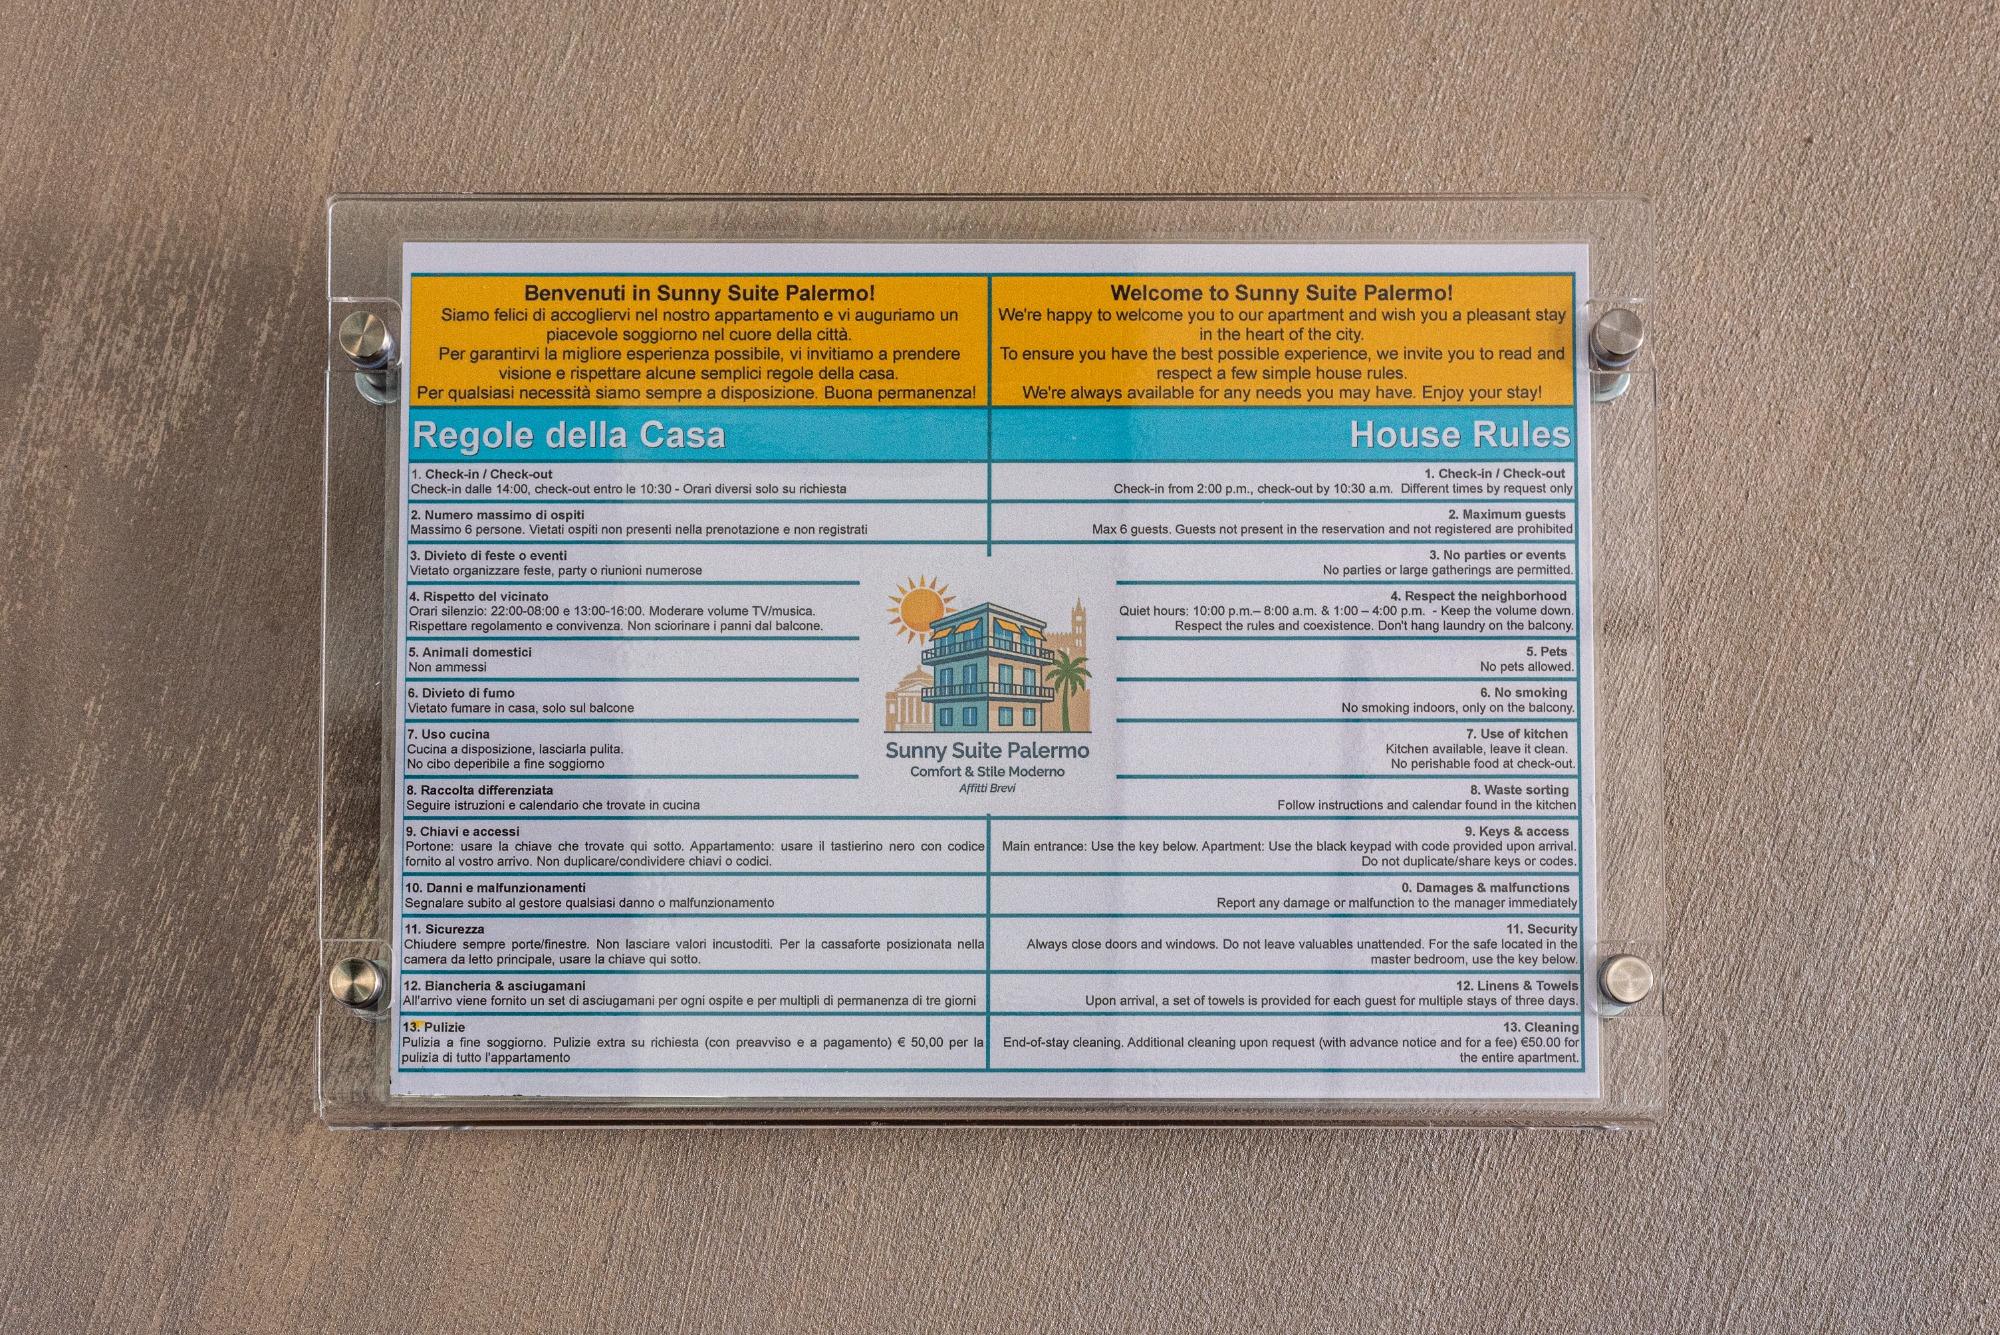 Benvenuti in Sunny Suite Palermo!
Siamo felici di accogliervi nel nostro appartamento e vi auguriamo un
piacevole soggiorno nel cuore della città.
Per garantirvi la migliore esperienza possibile, vi invitiamo a prendere
visione e rispettare alcune semplici regole della casa.
Per qualsiasi necessità siamo sempre a disposizione. Buona permanenza!
Welcome to Sunny Suite Palermo!
We're happy to welcome you to our apartment and wish you a pleasant stay
in the heart of the city.
To ensure you have the best possible experience, we invite you to read and
respect a few simple house rules.
We're always available for any needs you may have. Enjoy your stay!
Regole della Casa
1. Check-in / Check-out
Check-in dalle 14:00, check-out entro le 10:30 - Orari diversi solo su richiesta
2. Numero massimo di ospiti
Massimo 6 persone. Vietati ospiti non presenti nella prenotazione e non registrati
3. Divieto di feste o eventi
Vietato organizzare feste, party o riunioni numerose
4. Rispetto del vicinato
Orari silenzio: 22:00-08:00 e 13:00-16:00. Moderare volume TV/musica.
Rispettare regolamento e convivenza. Non sciorinare i panni dal balcone.
5. Animali domestici
Non ammessi
6. Divieto di fumo
Vietato fumare in casa, solo sul balcone
7. Uso cucina
Cucina a disposizione, lasciarla pulita.
No cibo deperibile a fine soggiorno
8. Raccolta differenziata
Seguire istruzioni e calendario che trovate in cucina
9. Chiavi e accessi
Portone: usare la chiave che trovate qui sotto. Appartamento: usare il tastierino nero con codice
fornito al vostro arrivo. Non duplicare/condividere chiavi o codici.
10. Danni e malfunzionamenti
Segnalare subito al gestore qualsiasi danno o malfunzionamento
11. Sicurezza
Chiudere sempre porte/finestre. Non lasciare valori incustoditi. Per la cassaforte posizionata nella
camera da letto principale, usare la chiave qui sotto.
12. Biancheria & asciugamani
All'arrivo viene fornito un set di asciugamani per ogni ospite e per multipli di permanenza di tre giorni
13. Pulizie
Pulizia a fine soggiorno. Pulizie extra su richiesta (con preavviso e a pagamento) € 50,00 per la
pulizia di tutto l'appartamento
Sunny Suite Palermo
Comfort & Stile Moderno
Affitti Brevi
House Rules
1. Check-in / Check-out
Check-in from 2:00 p.m., check-out by 10:30 a.m. Different times by request only
2. Maximum guests
Max 6 guests. Guests not present in the reservation and not registered are prohibited
3. No parties or events
No parties or large gatherings are permitted.
4. Respect the neighborhood
Quiet hours: 10:00 p.m.– 8:00 a.m. & 1:00 – 4:00 p.m. - Keep the volume down.
Respect the rules and coexistence. Don't hang laundry on the balcony.
5. Pets
No pets allowed.
6. No smoking
No smoking indoors, only on the balcony.
7. Use of kitchen
Kitchen available, leave it clean.
No perishable food at check-out.
8. Waste sorting
Follow instructions and calendar found in the kitchen
9. Keys & access
Main entrance: Use the key below. Apartment: Use the black keypad with code provided upon arrival.
Do not duplicate/share keys or codes.
0. Damages & malfunctions
Report any damage or malfunction to the manager immediately
11. Security
Always close doors and windows. Do not leave valuables unattended. For the safe located in the
master bedroom, use the key below.
12. Linens & Towels
Upon arrival, a set of towels is provided for each guest for multiple stays of three days.
13. Cleaning
End-of-stay cleaning. Additional cleaning upon request (with advance notice and for a fee) €50.00 for
the entire apartment.